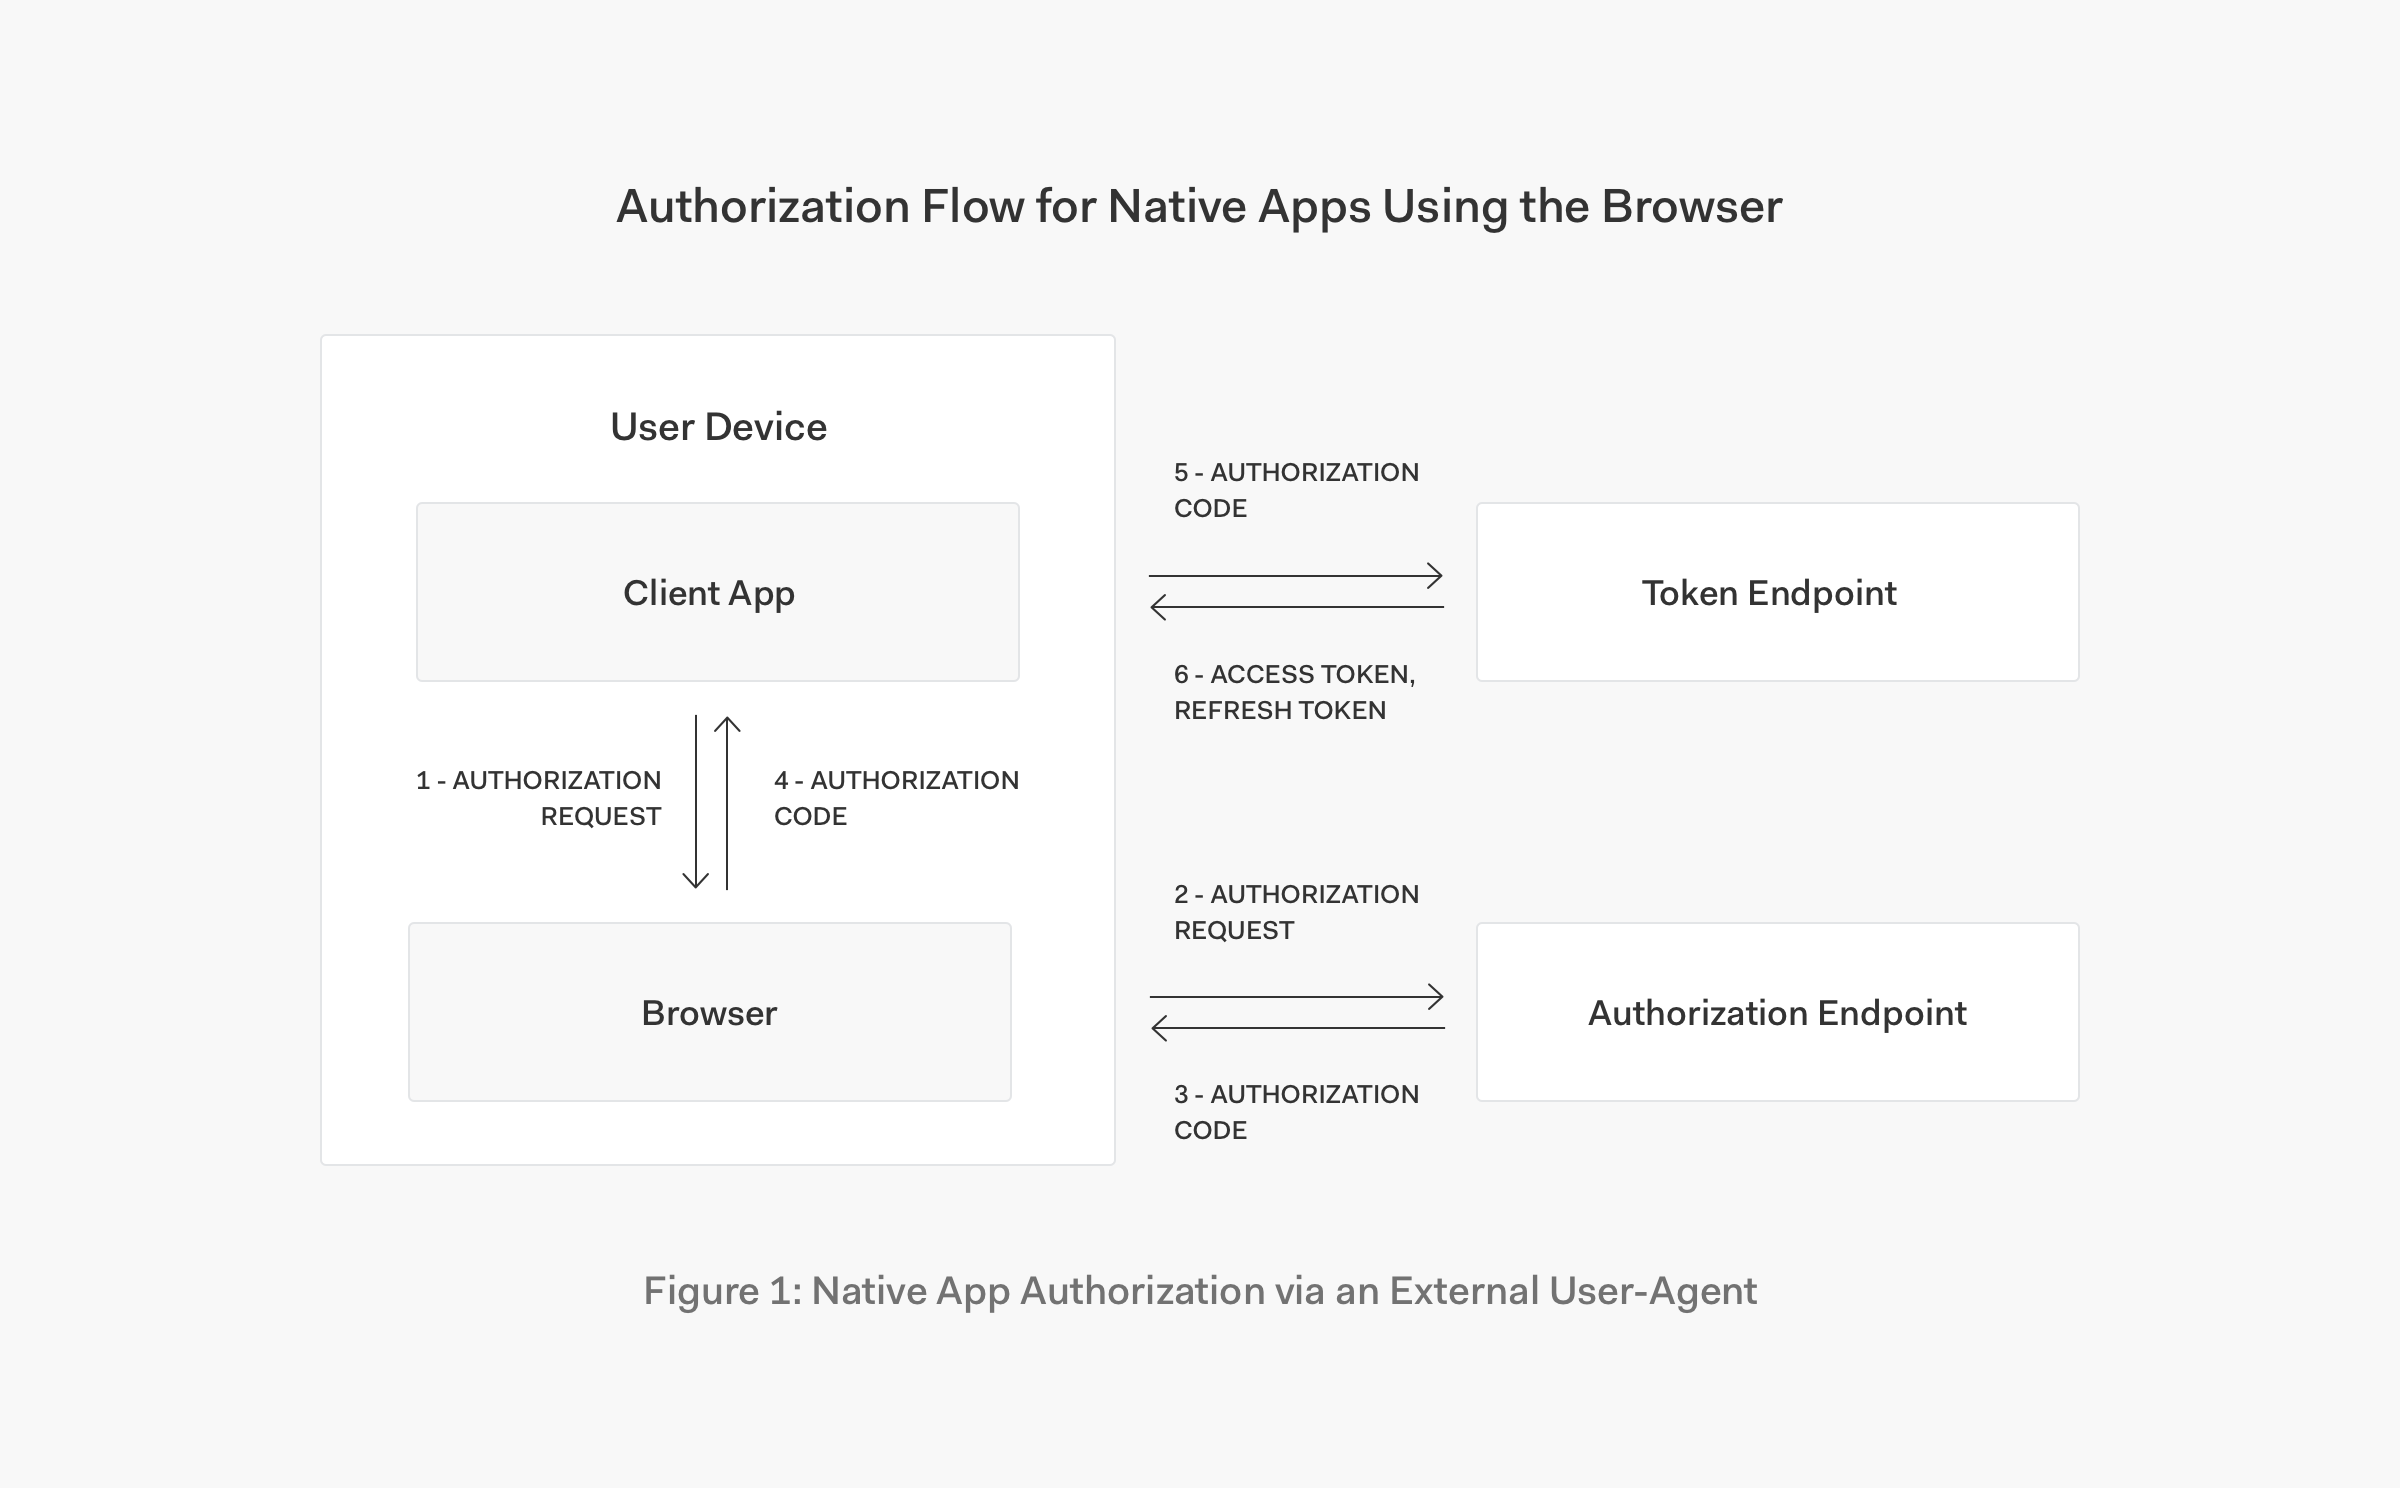 Authorization Flow for Native Apps Using the Browser
User Device
Client App
1 - AUTHORIZATION
REQUEST
4 - AUTHORIZATION
CODE
Browser
5 - AUTHORIZATION
CODE
6 - ACCESS TOKEN,
REFRESH TOKEN
Token Endpoint
2 - AUTHORIZATION
REQUEST
3 - AUTHORIZATION
CODE
Authorization Endpoint
Figure 1: Native App Authorization via an External User-Agent